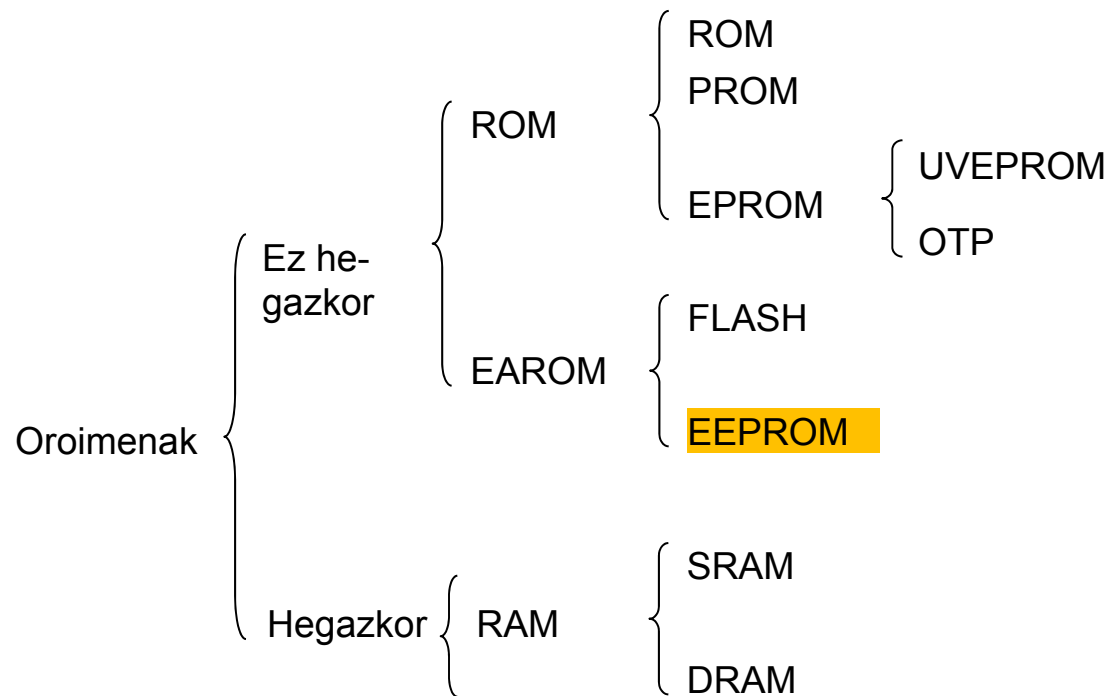 ROM
PROM
ROM
UVEPROM
EPROM
OTP
Ez he-
gazkor
FLASH
EAROM
EEPROM
Oroimenak
SRAM
Hegazkor
RAM
DRAM